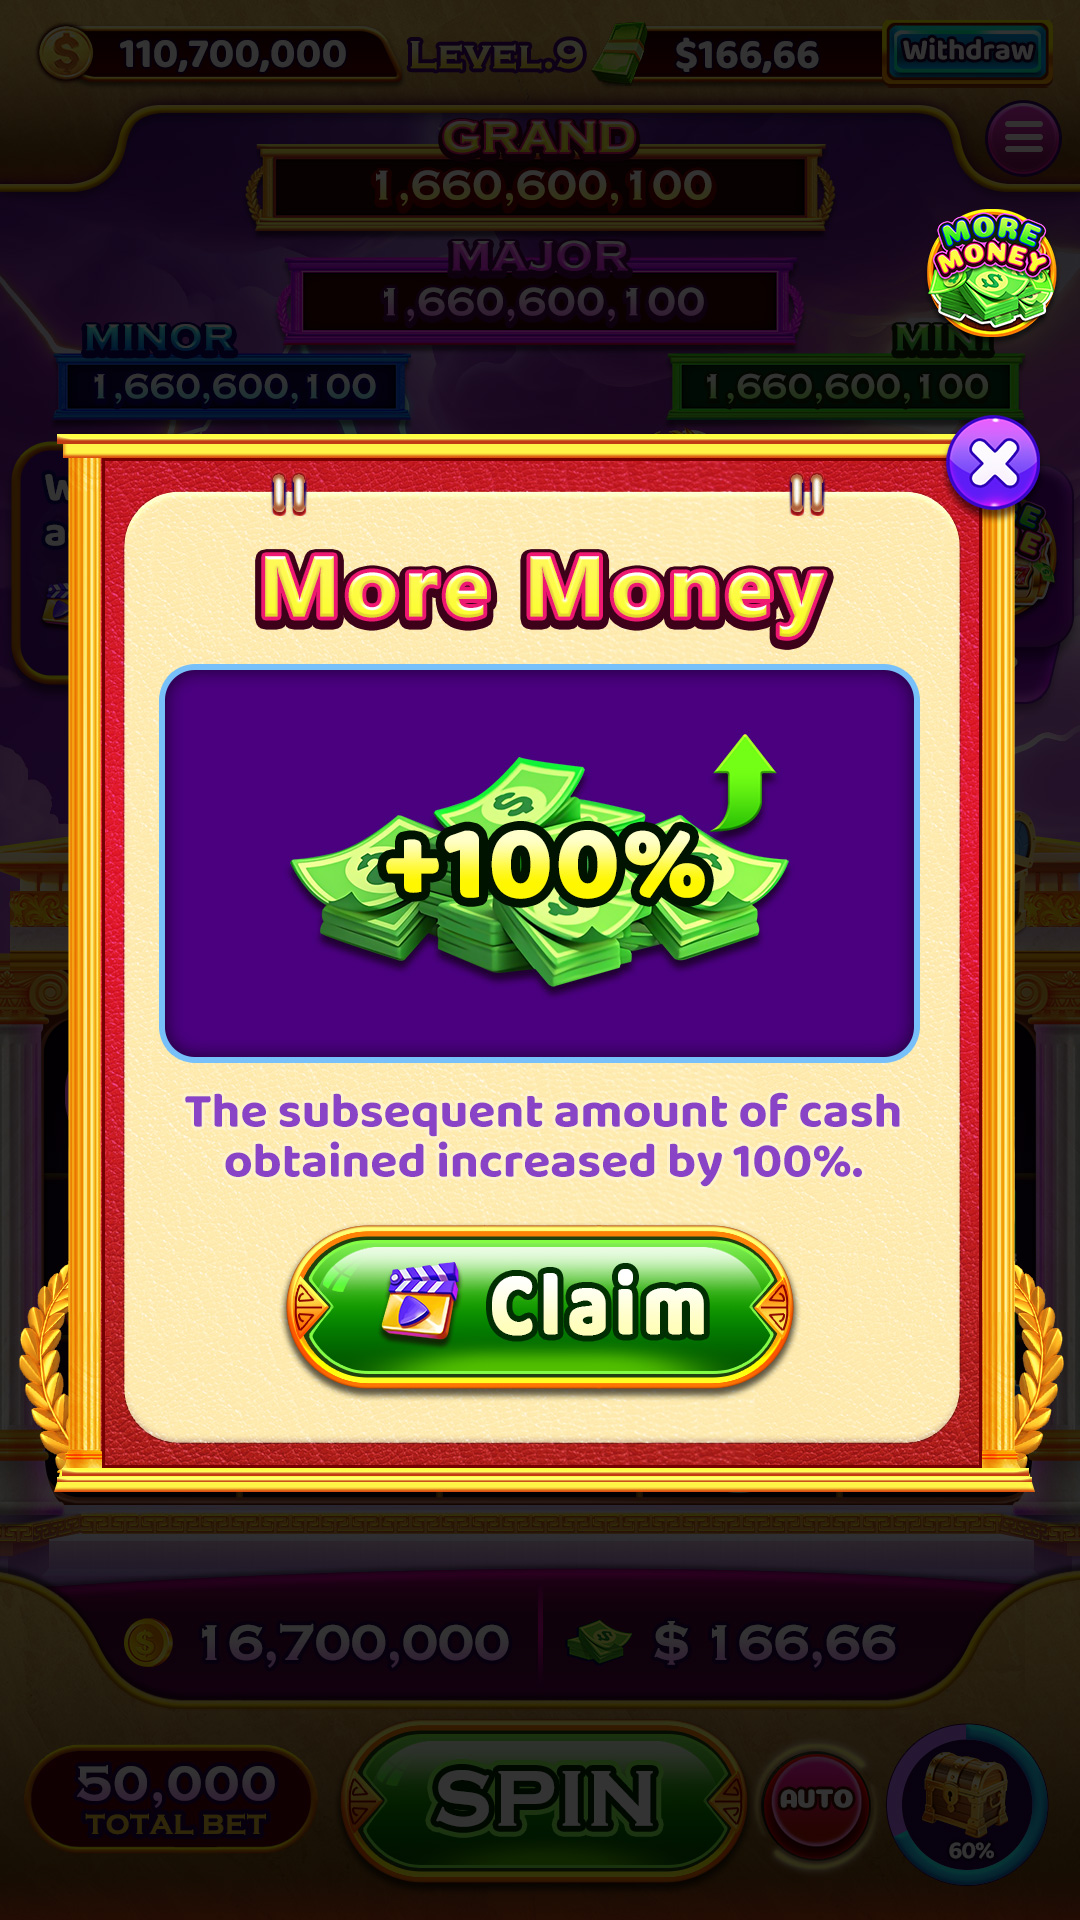 110,700,000
LEVEL.9
$166,66
Withdraw
GRAND
1,660,600,100
MAJOR
1,660,600,100
MORE
MONEY
MINOR
MINI
1,660,600,100
1,660,600,100
More Money
+100%
The subsequent amount of cash
obtained increased by 100%.
Claim
16,700,000
$ 166,66
50,000
TOTAL BET
SPIN
AUTO
60%